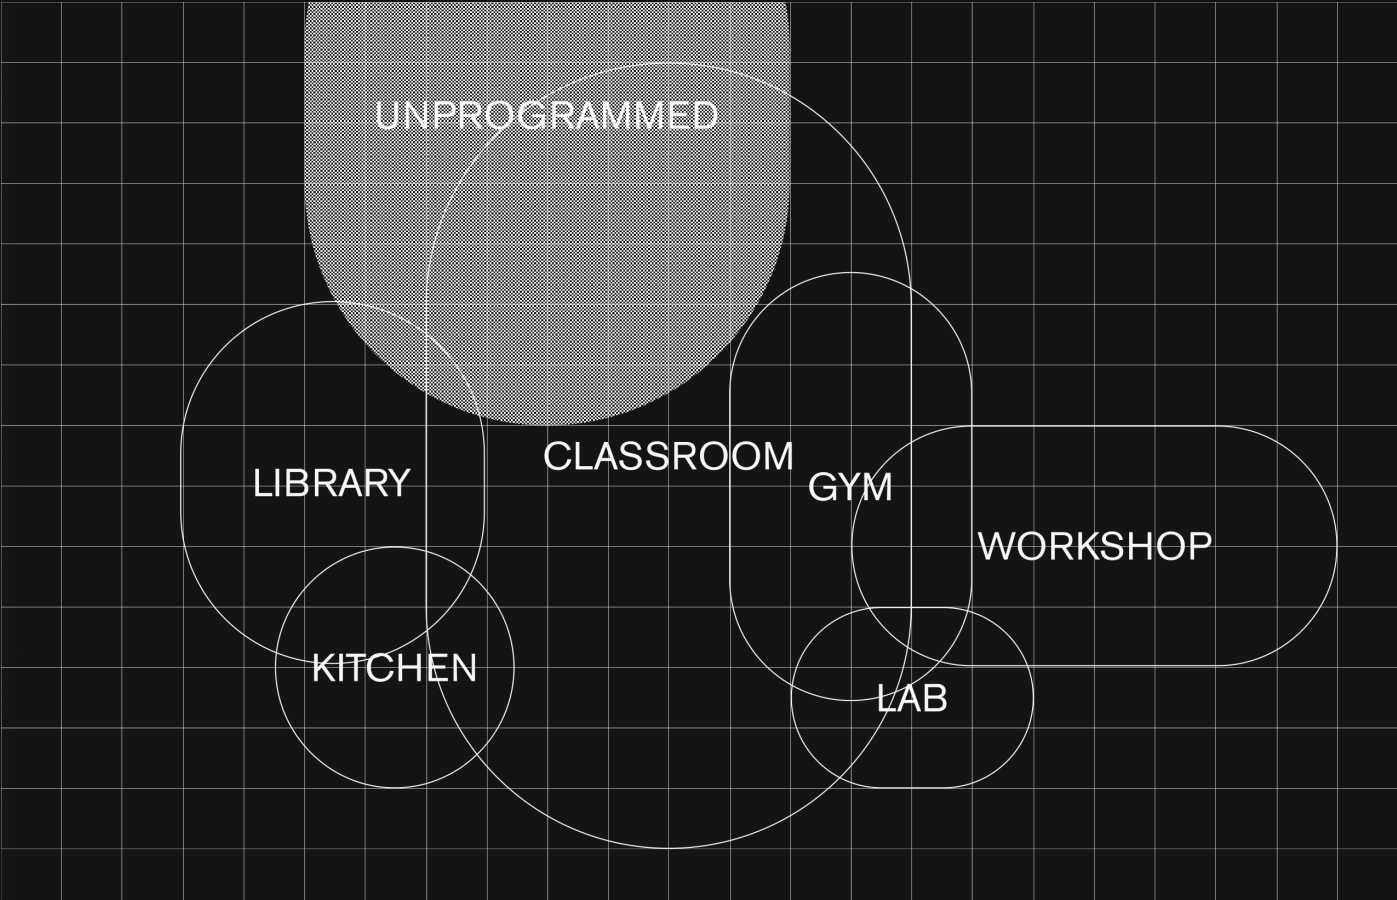 UNPROGRAMMED
CLASSROOM
LIBRARY
GYM
WORKSHOP
KITCHEN
LAB